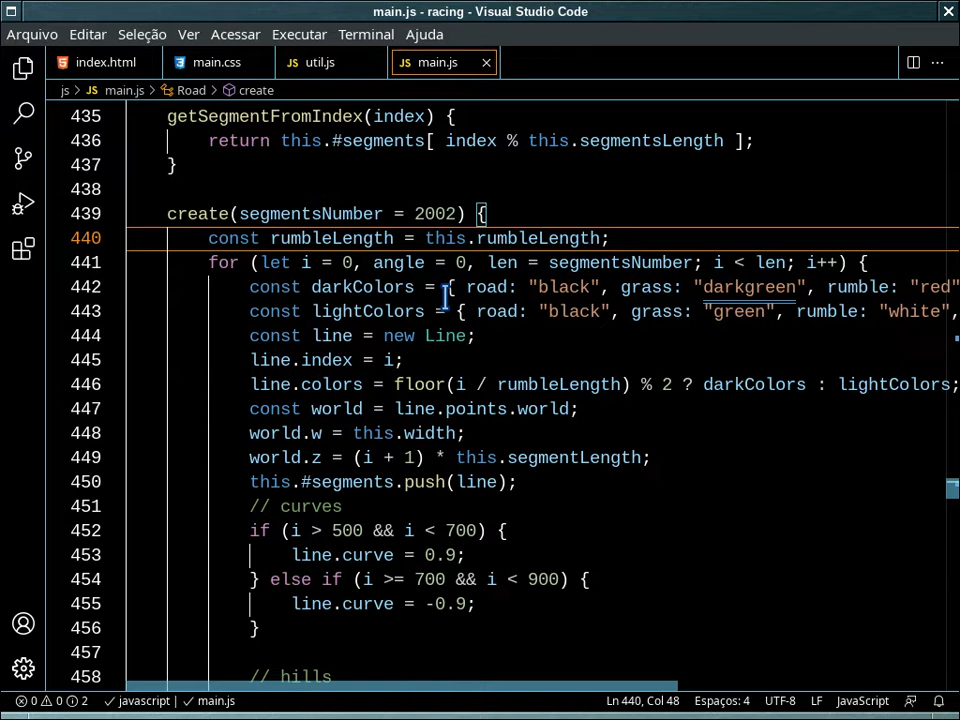 main.js - racing - Visual Studio Code
Arquivo Editar Seleção Ver Acessar Executar Terminal Ajuda
index.html main.css JS util.js JS main.js
js > JS main.js > Road > create
435 getSegmentFromIndex(index) {
436 return this.#segments[ index % this.segmentsLength ];
437 }
438
439 create(segmentsNumber = 2002) {
440 const rumbleLength = this.rumbleLength;
441 for (let i = 0, angle = 0, len = segmentsNumber; i < len; i++) {
442 const darkColors = { road: "black", grass: "darkgreen", rumble: "red"
443 const lightColors = { road: "black", grass: "green", rumble: "white",
444 const line = new Line;
445 line.index = i;
446 line.colors = floor(i / rumbleLength) % 2 ? darkColors : lightColors;
447 const world = line.points.world;
448 world.w = this.width;
449 world.z = (i + 1) * this.segmentLength;
450 this.#segments.push(line);
451 // curves
452 if (i > 500 && i < 700) {
453 line.curve = 0.9;
454 } else if (i >= 700 && i < 900) {
455 line.curve = -0.9;
456 }
457
458 // hills
0 0 2 javascript main.js Ln 440, Col 48 Espaços: 4 UTF-8 LF JavaScript